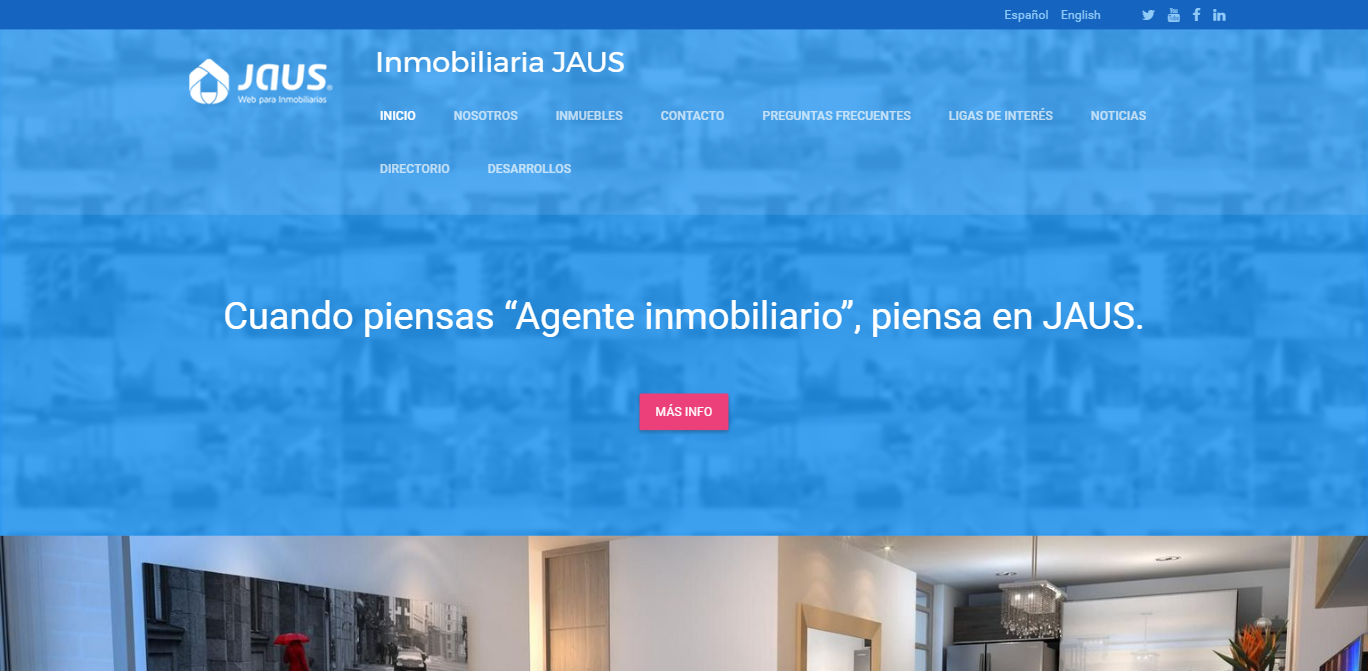 Español English
Inmobiliaria JAUS
JAUS®
Web para Inmobiliarias
INICIO NOSOTROS INMUEBLES CONTACTO PREGUNTAS FRECUENTES LIGAS DE INTERÉS NOTICIAS
DIRECTORIO DESARROLLOS
Cuando piensas “Agente inmobiliario”, piensa en JAUS.
MÁS INFO